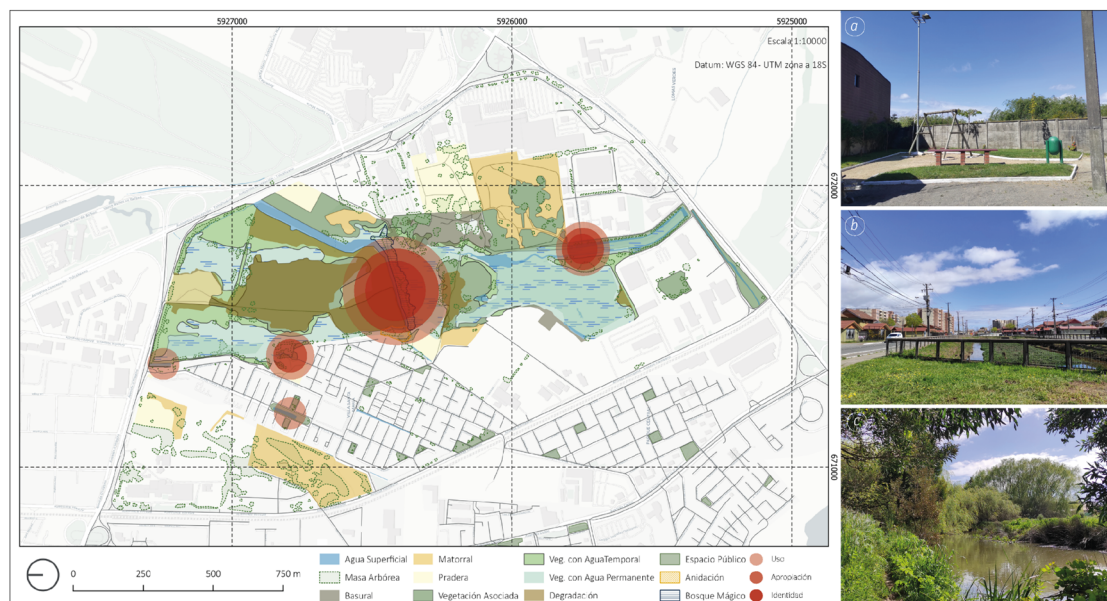 5927000
5926000
5925000
Escala 1:10000
Datum: WGS 84 - UTM zona a 18S
672000
671000
a
b
c
0
250
500
750 m
Agua Superficial
Masa Arbórea
Basural
Matorral
Pradera
Vegetación Asociada
Veg. con AguaTemporal
Veg. con Agua Permanente
Degradación
Espacio Público
Anidación
Bosque Mágico
Uso
Apropiación
Identidad